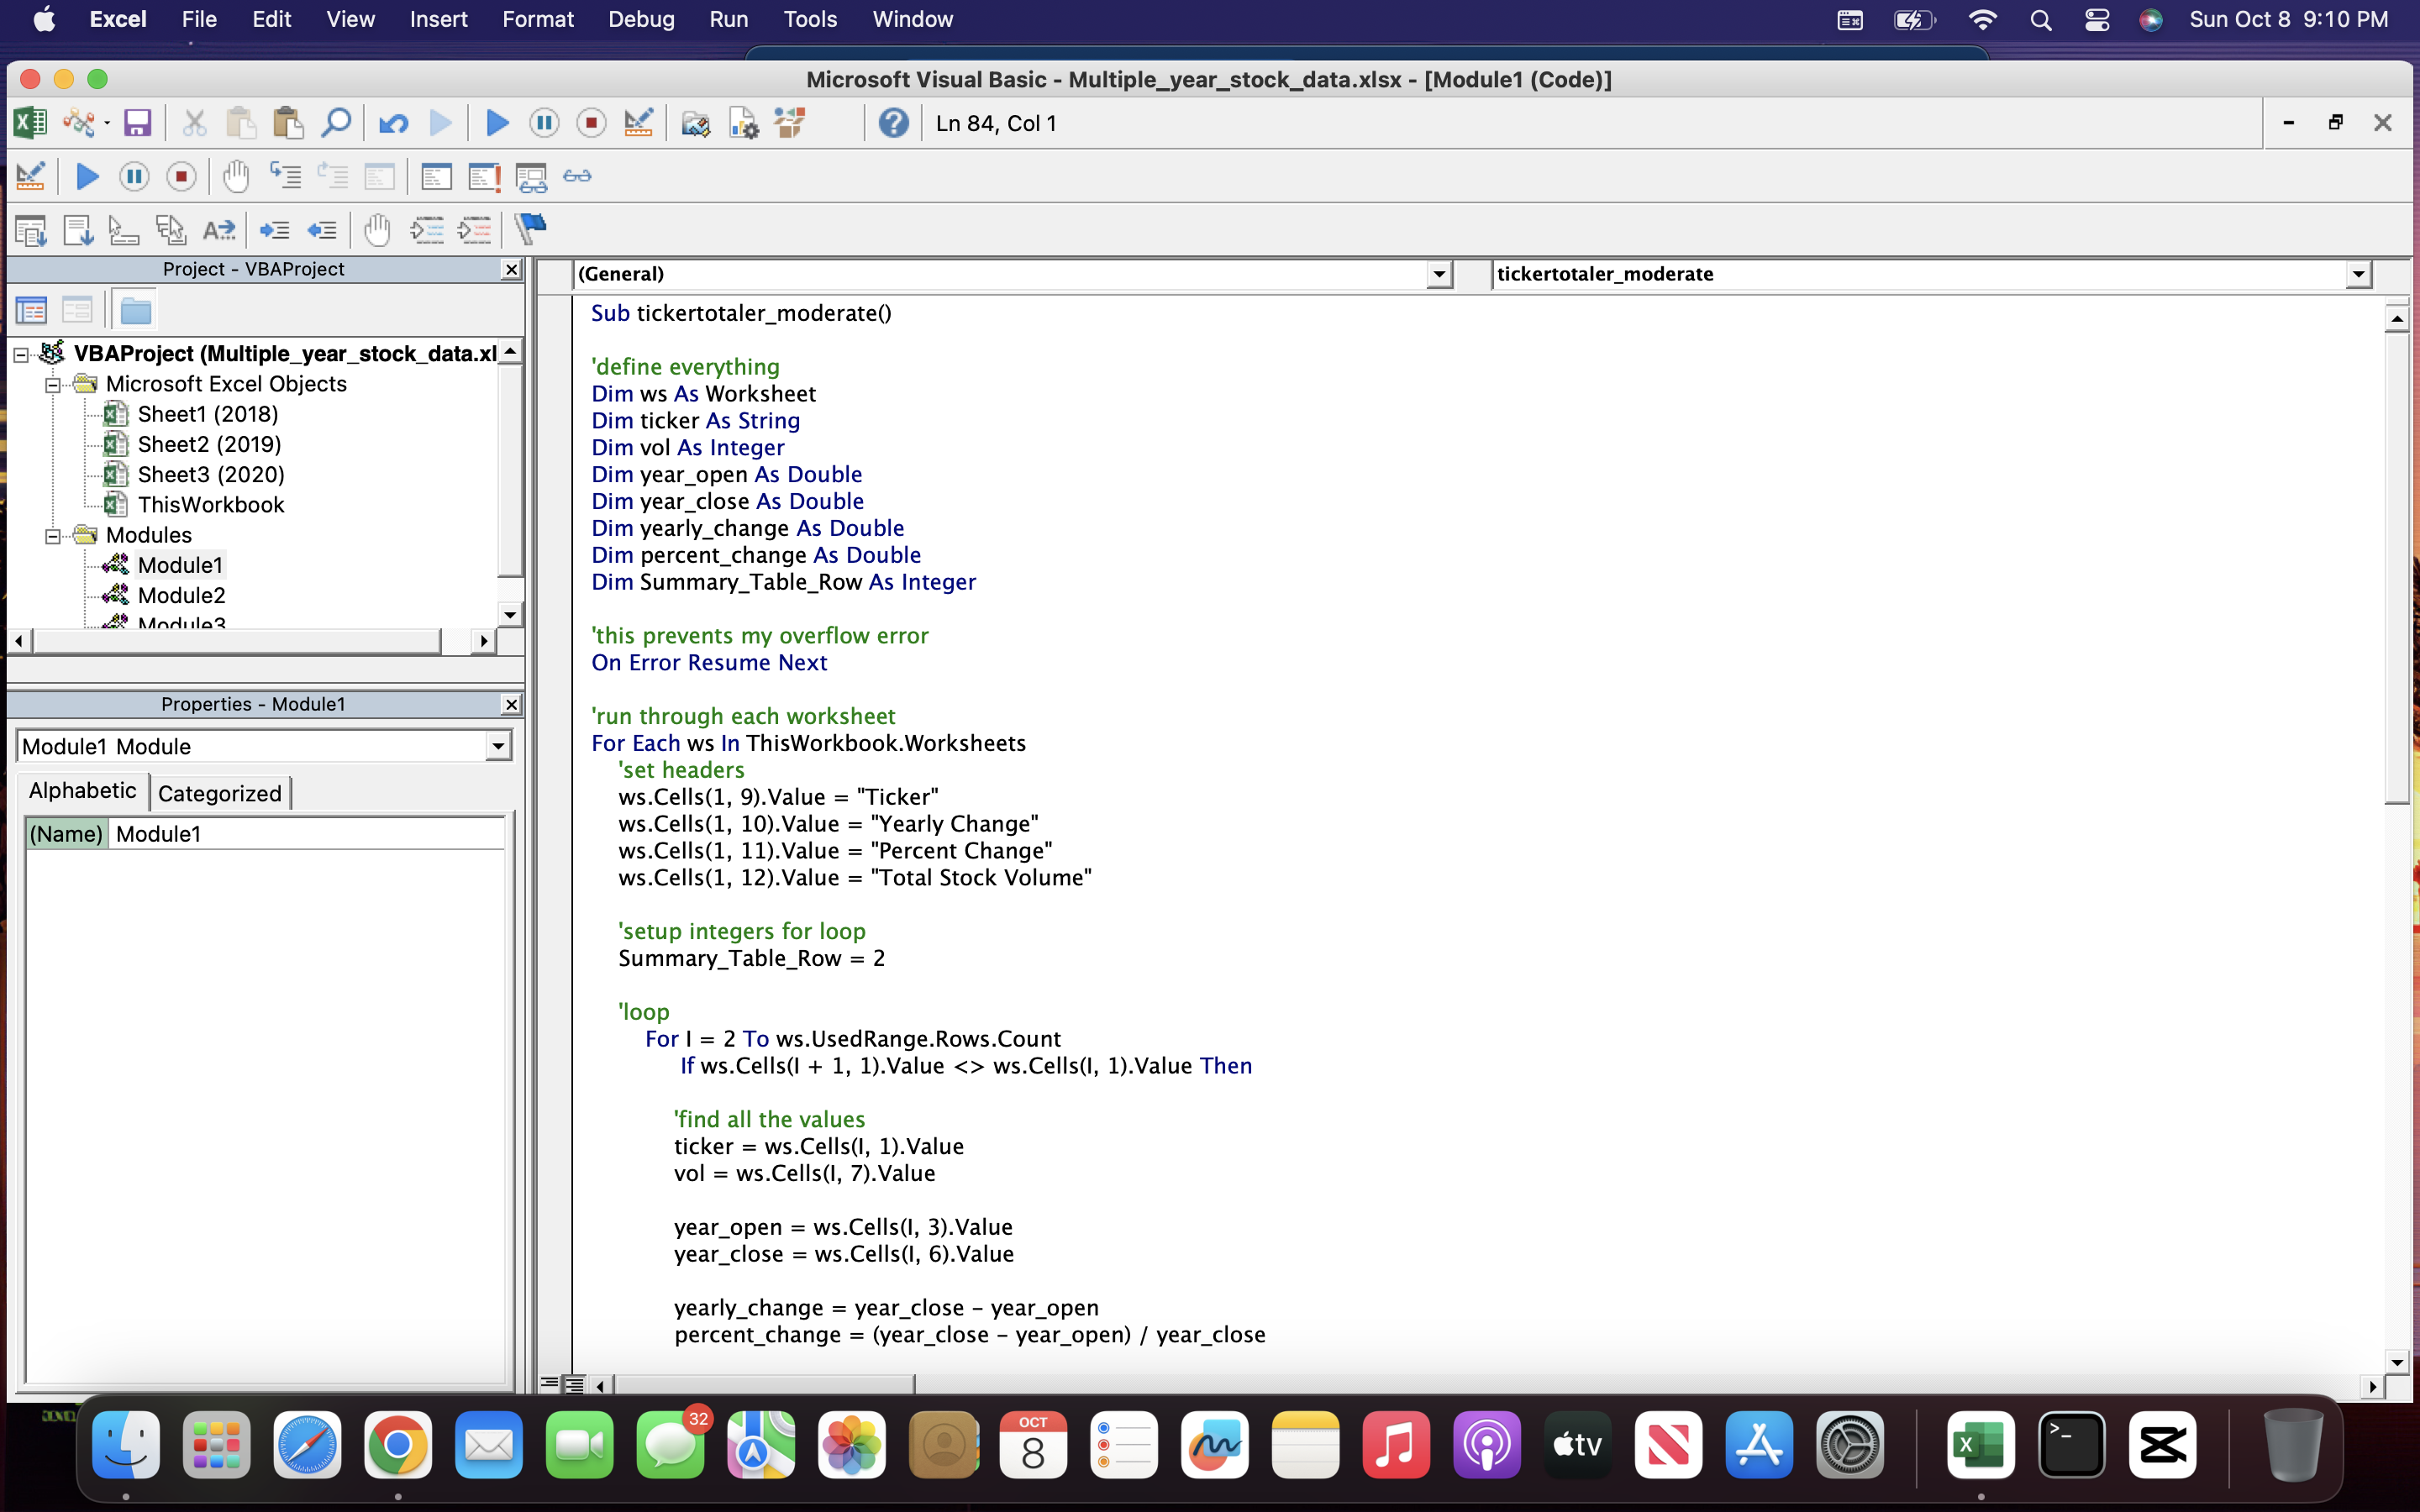 Excel File Edit View Insert Format Debug Run Tools Window Sun Oct 8 9:10 PM
Microsoft Visual Basic - Multiple_year_stock_data.xlsx - [Module1 (Code)]
Ln 84, Col 1
Project - VBAProject
VBAProject (Multiple_year_stock_data.xl
Microsoft Excel Objects
Sheet1 (2018)
Sheet2 (2019)
Sheet3 (2020)
ThisWorkbook
Modules
Module1
Module2
Module3
Properties - Module1
Module1 Module
Alphabetic Categorized
(Name) Module1
(General) tickertotaler_moderate
Sub tickertotaler_moderate()
'define everything
Dim ws As Worksheet
Dim ticker As String
Dim vol As Integer
Dim year_open As Double
Dim year_close As Double
Dim yearly_change As Double
Dim percent_change As Double
Dim Summary_Table_Row As Integer
'this prevents my overflow error
On Error Resume Next
'run through each worksheet
For Each ws In ThisWorkbook.Worksheets
'set headers
ws.Cells(1, 9).Value = "Ticker"
ws.Cells(1, 10).Value = "Yearly Change"
ws.Cells(1, 11).Value = "Percent Change"
ws.Cells(1, 12).Value = "Total Stock Volume"
'setup integers for loop
Summary_Table_Row = 2
'loop
For I = 2 To ws.UsedRange.Rows.Count
If ws.Cells(I + 1, 1).Value <> ws.Cells(I, 1).Value Then
'find all the values
ticker = ws.Cells(I, 1).Value
vol = ws.Cells(I, 7).Value
year_open = ws.Cells(I, 3).Value
year_close = ws.Cells(I, 6).Value
yearly_change = year_close - year_open
percent_change = (year_close - year_open) / year_close
32
OCT
8
tv